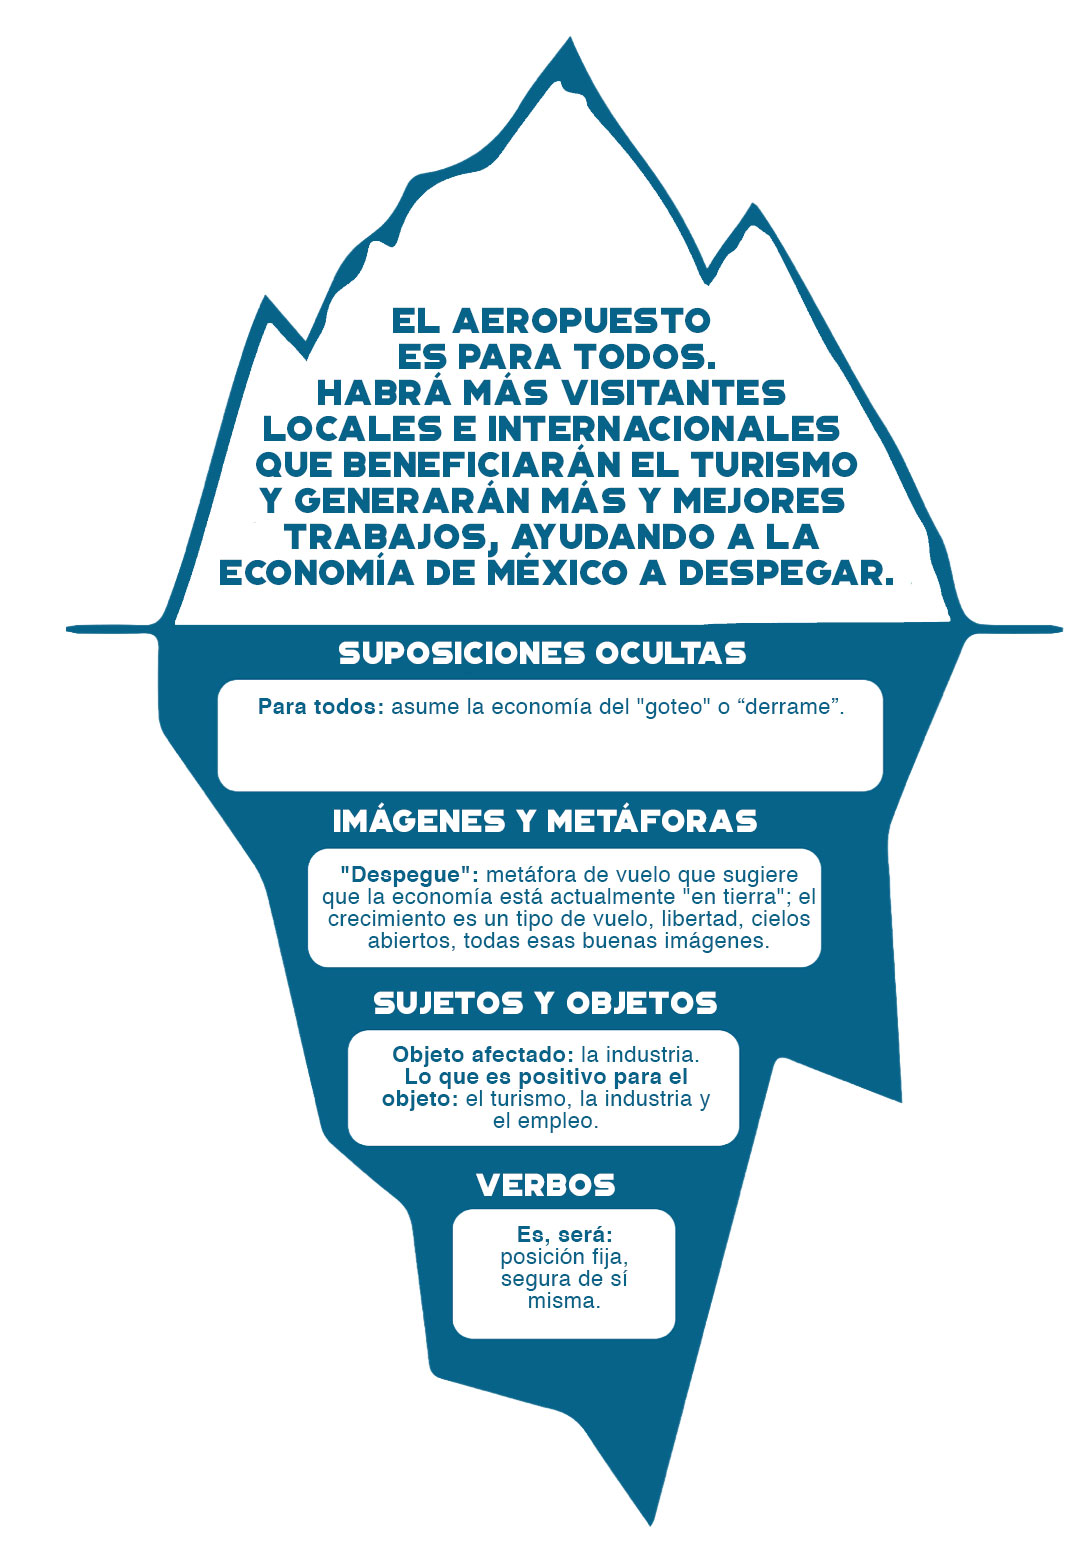 EL AEROPUESTO
ES PARA TODOS.
HABRÁ MÁS VISITANTES
LOCALES E INTERNACIONALES
QUE BENEFICIARÁN EL TURISMO
Y GENERARÁN MÁS Y MEJORES
TRABAJOS, AYUDANDO A LA
ECONOMÍA DE MÉXICO A DESPEGAR.
SUPOSICIONES OCULTAS
Para todos: asume la economía del "goteo" o “derrame”.
IMÁGENES Y METÁFORAS
"Despegue": metáfora de vuelo que sugiere
que la economía está actualmente "en tierra"; el
crecimiento es un tipo de vuelo, libertad, cielos
abiertos, todas esas buenas imágenes.
SUJETOS Y OBJETOS
Objeto afectado: la industria.
Lo que es positivo para el
objeto: el turismo, la industria y
el empleo.
VERBOS
Es, será:
posición fija,
segura de sí
misma.